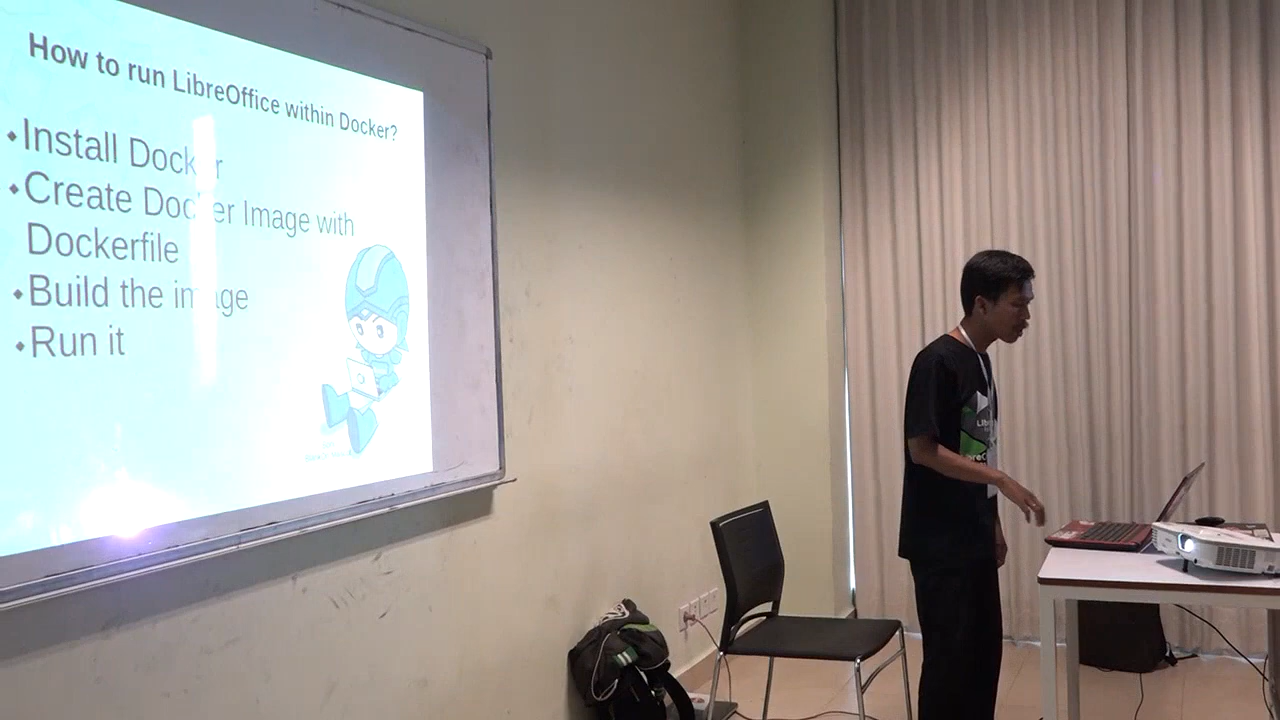 How to run LibreOffice within Docker?
•Install Docker
•Create Docker Image with
Dockerfile
•Build the image
•Run it